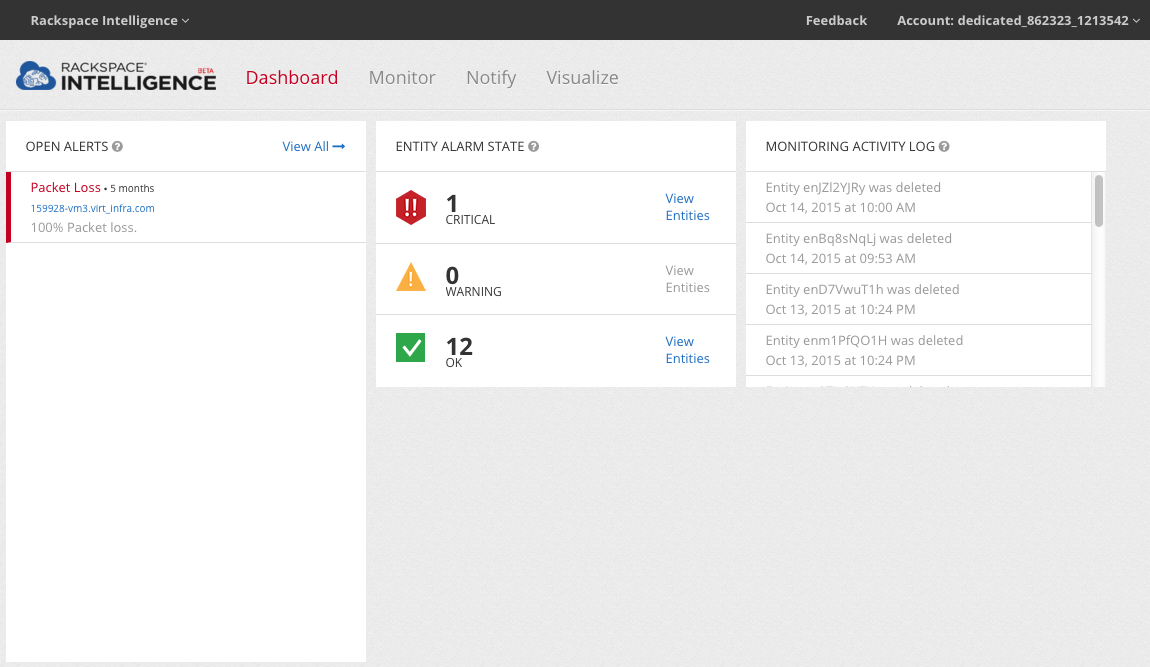 Rackspace Intelligence
Feedback
Account: dedicated_862323_1213542
RACKSPACE®
INTELLIGENCE BETA
Dashboard
Monitor
Notify
Visualize
OPEN ALERTS ?
View All →
Packet Loss • 5 months
159928-vm3.virt_infra.com
100% Packet loss.
ENTITY ALARM STATE ?
!!
1
CRITICAL
View
Entities
!
0
WARNING
View
Entities
12
OK
View
Entities
MONITORING ACTIVITY LOG ?
Entity enJZl2YJRy was deleted
Oct 14, 2015 at 10:00 AM
Entity enBq8sNqLj was deleted
Oct 14, 2015 at 09:53 AM
Entity enD7VwuT1h was deleted
Oct 13, 2015 at 10:24 PM
Entity enm1PfQO1H was deleted
Oct 13, 2015 at 10:24 PM